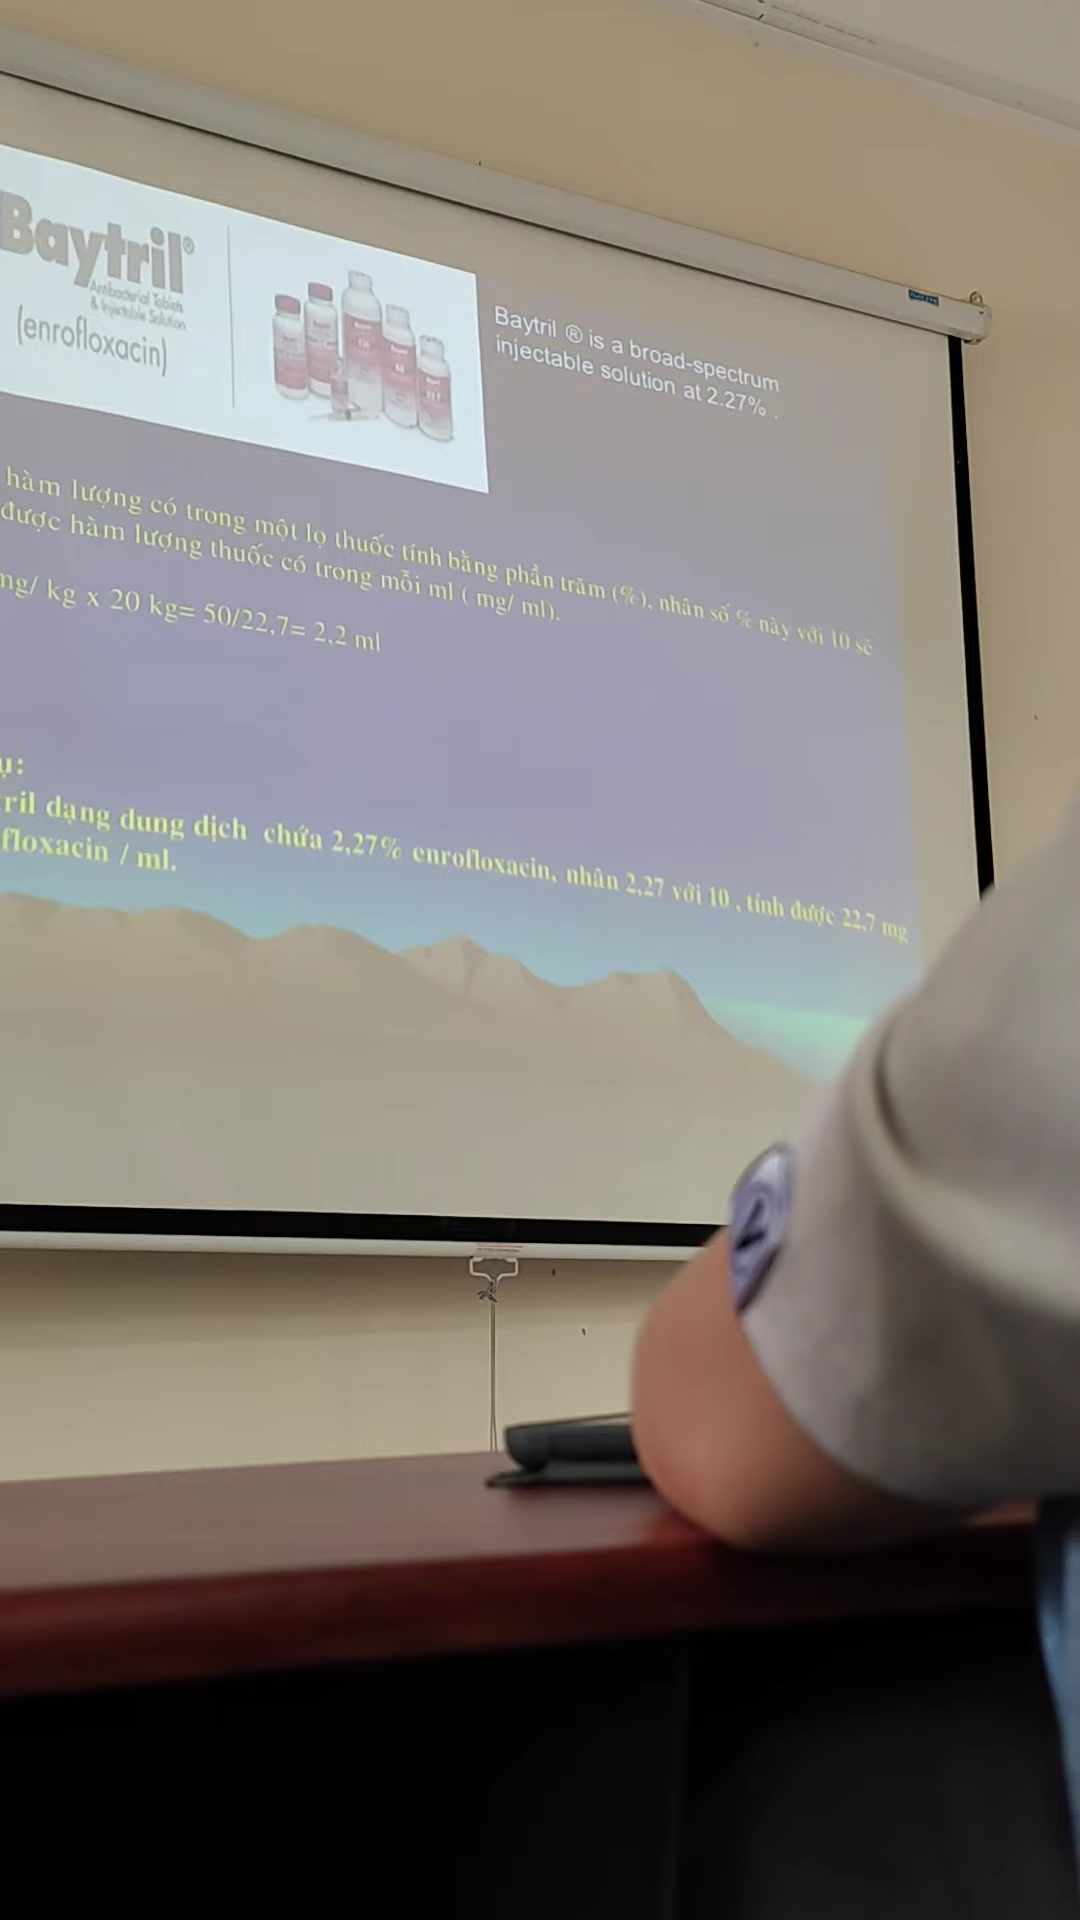 Baytril®
Antibacterial Tablets
& Injectable Solution
(enrofloxacin)
Baytril ® is a broad-spectrum
injectable solution at 2.27% .
hàm lượng có trong một lọ thuốc tính bằng phần trăm (%), nhân số % này với 10 sẽ
được hàm lượng thuốc có trong mỗi ml ( mg/ ml).
mg/ kg x 20 kg= 50/22,7= 2,2 ml
ụ:
ril dạng dung dịch chứa 2,27% enrofloxacin, nhân 2,27 với 10 , tính được 22,7 mg
floxacin / ml.